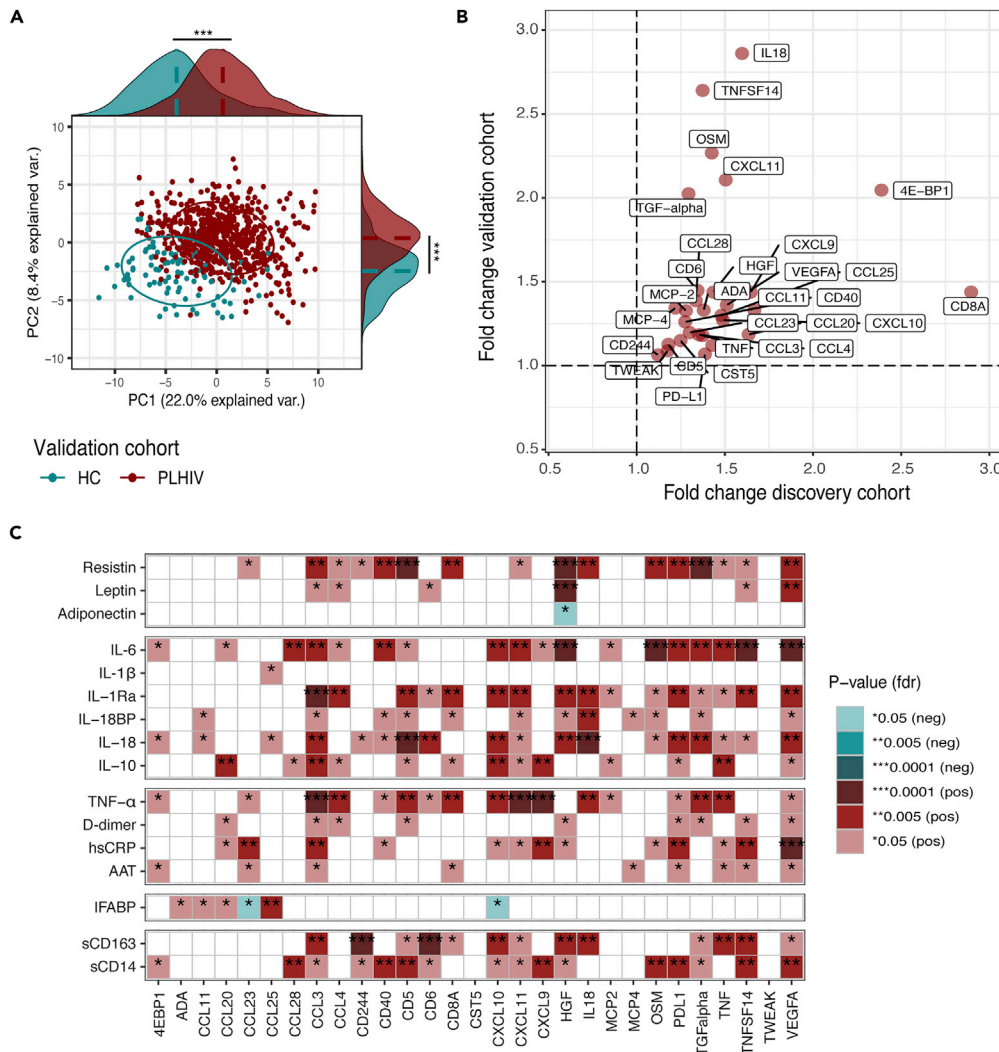 A
***
10
5
0
−5
−10
PC2 (8.4% explained var.)
***
−10 −5 0 5 10
PC1 (22.0% explained var.)
Validation cohort
HC PLHIV
B
3.0
2.5
2.0
1.5
1.0
0.5
Fold change validation cohort
IL18
TNFSF14
OSM
CXCL11
4E−BP1
TGF−alpha
CCL28 CXCL9
CD6 HGF VEGFA CCL25
MCP−2 ADA CCL11 CD40
CD8A
MCP−4 CCL23 CCL20 CXCL10
CD244 TNF CCL3 CCL4
TWEAK CD5 CST5
PD−L1
0.5 1.0 1.5 2.0 2.5 3.0
Fold change discovery cohort
C
Resistin * ** * * ** *** ** * *** ** ** ** *** * * **
Leptin * * * *** * **
Adiponectin *
IL−6 * * ** ** * ** ** ** * *** * *** ** ** ** *** ***
IL−1β *
IL−1Ra *** ** ** * ** ** ** ** ** * * ** * * ** **
IL−18BP * * * * * * * ** * * * *
IL−18 * * * ** * * *** ** ** * ** *** * ** ** * * **
IL−10 ** * ** * * ** * ** * * ** *
TNF−α * * *** ** * ** * ** ** *** *** ** * * ** ** *
D-dimer * * * * * * * * *
hsCRP * ** ** * * * ** * * ** * ** ***
AAT * * * * * * * * *
IFABP * * * * ** *
sCD163 ** *** * *** * ** * ** ** * ** ** *
sCD14 * ** * * ** ** * * * ** * ** ** * ** **
4EBP1 ADA CCL11 CCL20 CCL23 CCL25 CCL28 CCL3 CCL4 CD244 CD40 CD5 CD6 CD8A CST5 CXCL10 CXCL11 CXCL9 HGF IL18 MCP2 MCP4 OSM PDL1 TGFalpha TNF TNFSF14 TWEAK VEGFA
P-value (fdr)
*0.05 (neg)
**0.005 (neg)
***0.0001 (neg)
***0.0001 (pos)
**0.005 (pos)
*0.05 (pos)